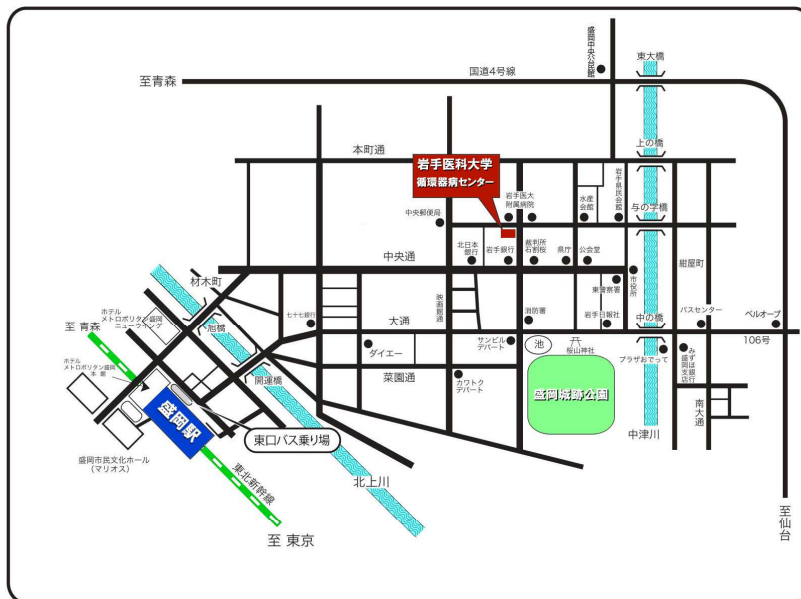 盛岡中央公民館
東大橋
国道4号線
至青森
上の橋
本町通
岩手医科大学
循環器病センター
岩手医大
附属病院
水産
会館
岩手県民会館
与の字橋
中央郵便局
北日本
銀行
岩手銀行
裁判所
石割桜
県庁
公会堂
中央通
紺屋町
材木町
市役所
東警察署
ホテル
メトロポリタン盛岡
ニューウイング
七十七銀行
映画館通
消防署
岩手日報社
中の橋
バスセンター
ベルオーブ
至 青森
旭橋
大通
106号
サンビル
デパート
池
桜山神社
ダイエー
プラザおでって
みずほ銀行
盛岡支店
ホテル
メトロポリタン盛岡
本 館
開運橋
菜園通
カワトク
デパート
盛岡城跡公園
南大通
盛岡駅
東口バス乗り場
中津川
盛岡市民文化ホール
(マリオス)
東北新幹線
北上川
至仙台
至 東京